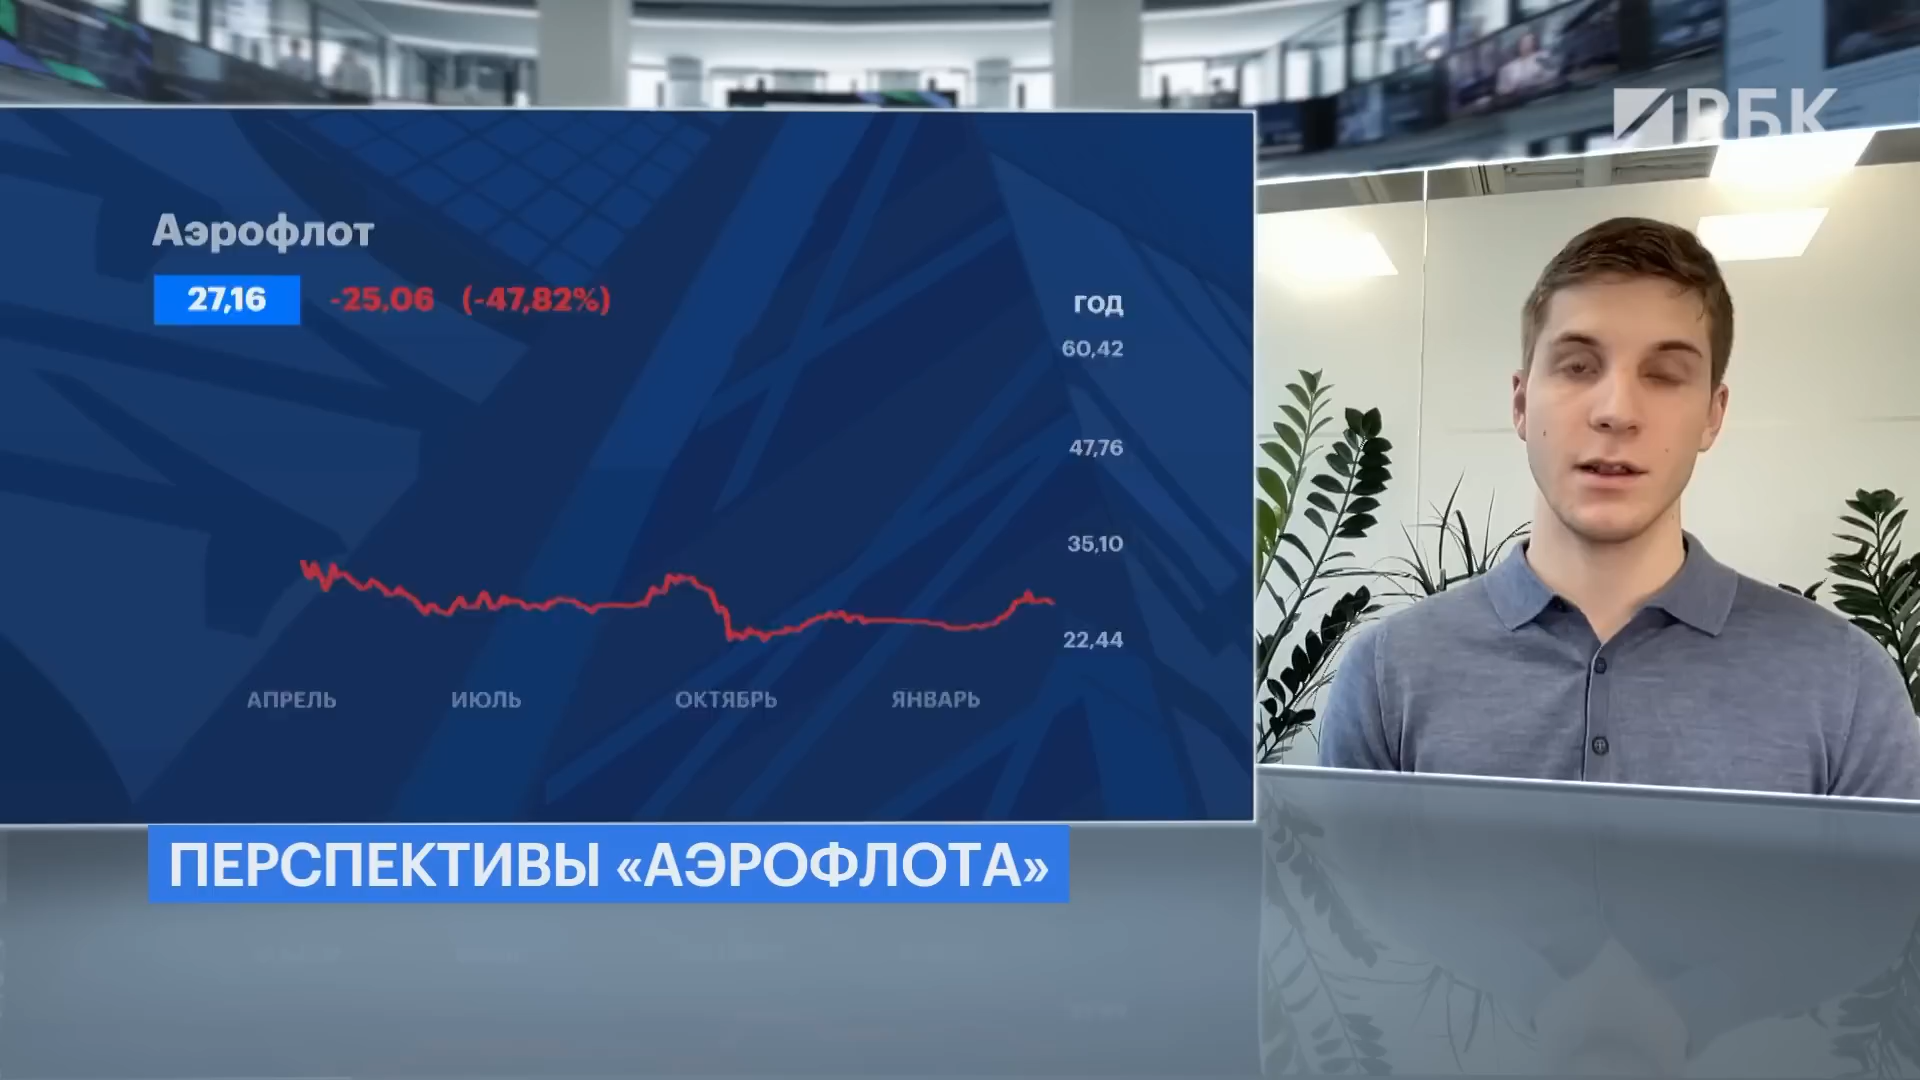 РБК
Аэрофлот
27,16 -25,06 (-47,82%)
ГОД
60,42
47,76
35,10
22,44
АПРЕЛЬ ИЮЛЬ ОКТЯБРЬ ЯНВАРЬ
ПЕРСПЕКТИВЫ «АЭРОФЛОТА»